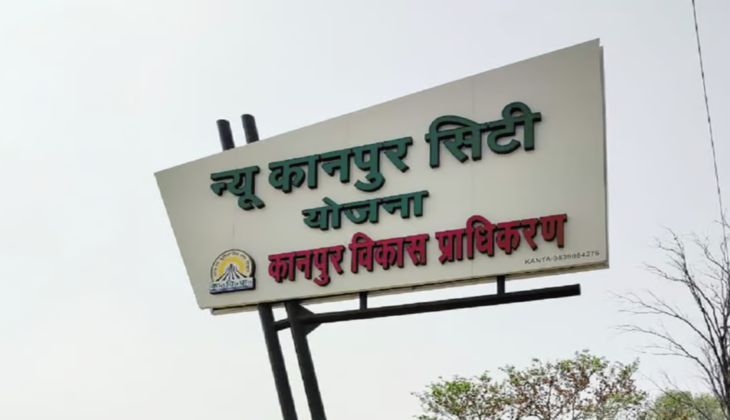 न्यू कानपुर सिटी
योजना
कानपुर विकास प्राधिकरण